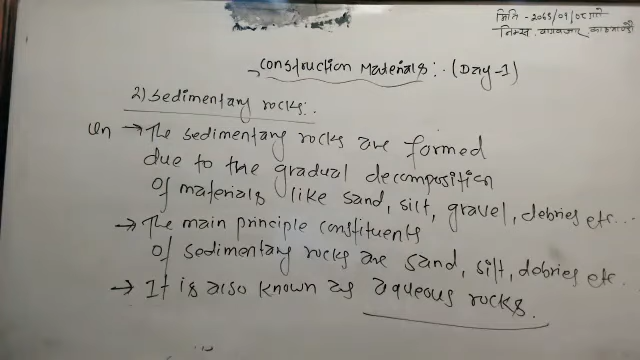 मिति - 2065/09/08 गते
construction Materials:- (Day-1)
2) sedimentary rocks:.
→ The sedimentary rocks are formed
due to the gradual decomposition
of materials like sand, silt, gravel, debries etc...
→ The main principle constituents
of sedimentary rocks are sand, silt, debries etc.
→ It is also known as aqueous rocks.